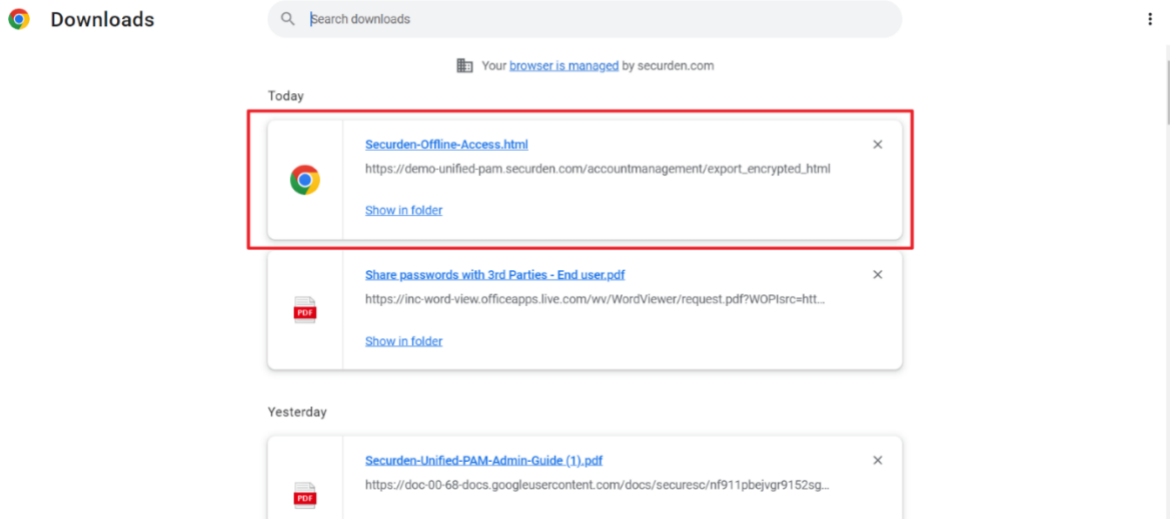 Downloads
Search downloads
Your browser is managed by securden.com
Today
Securden-Offline-Access.html
https://demo-unified-pam.securden.com/accountmanagement/export_encrypted_html
Show in folder
Share passwords with 3rd Parties - End user.pdf
https://inc-word-view.officeapps.live.com/wv/WordViewer/request.pdf?WOPIsrc=htt...
PDF
Show in folder
Yesterday
Securden-Unified-PAM-Admin-Guide (1).pdf
https://doc-00-68-docs.googleusercontent.com/docs/securesc/nf911pbejvgr9152sg...
PDF